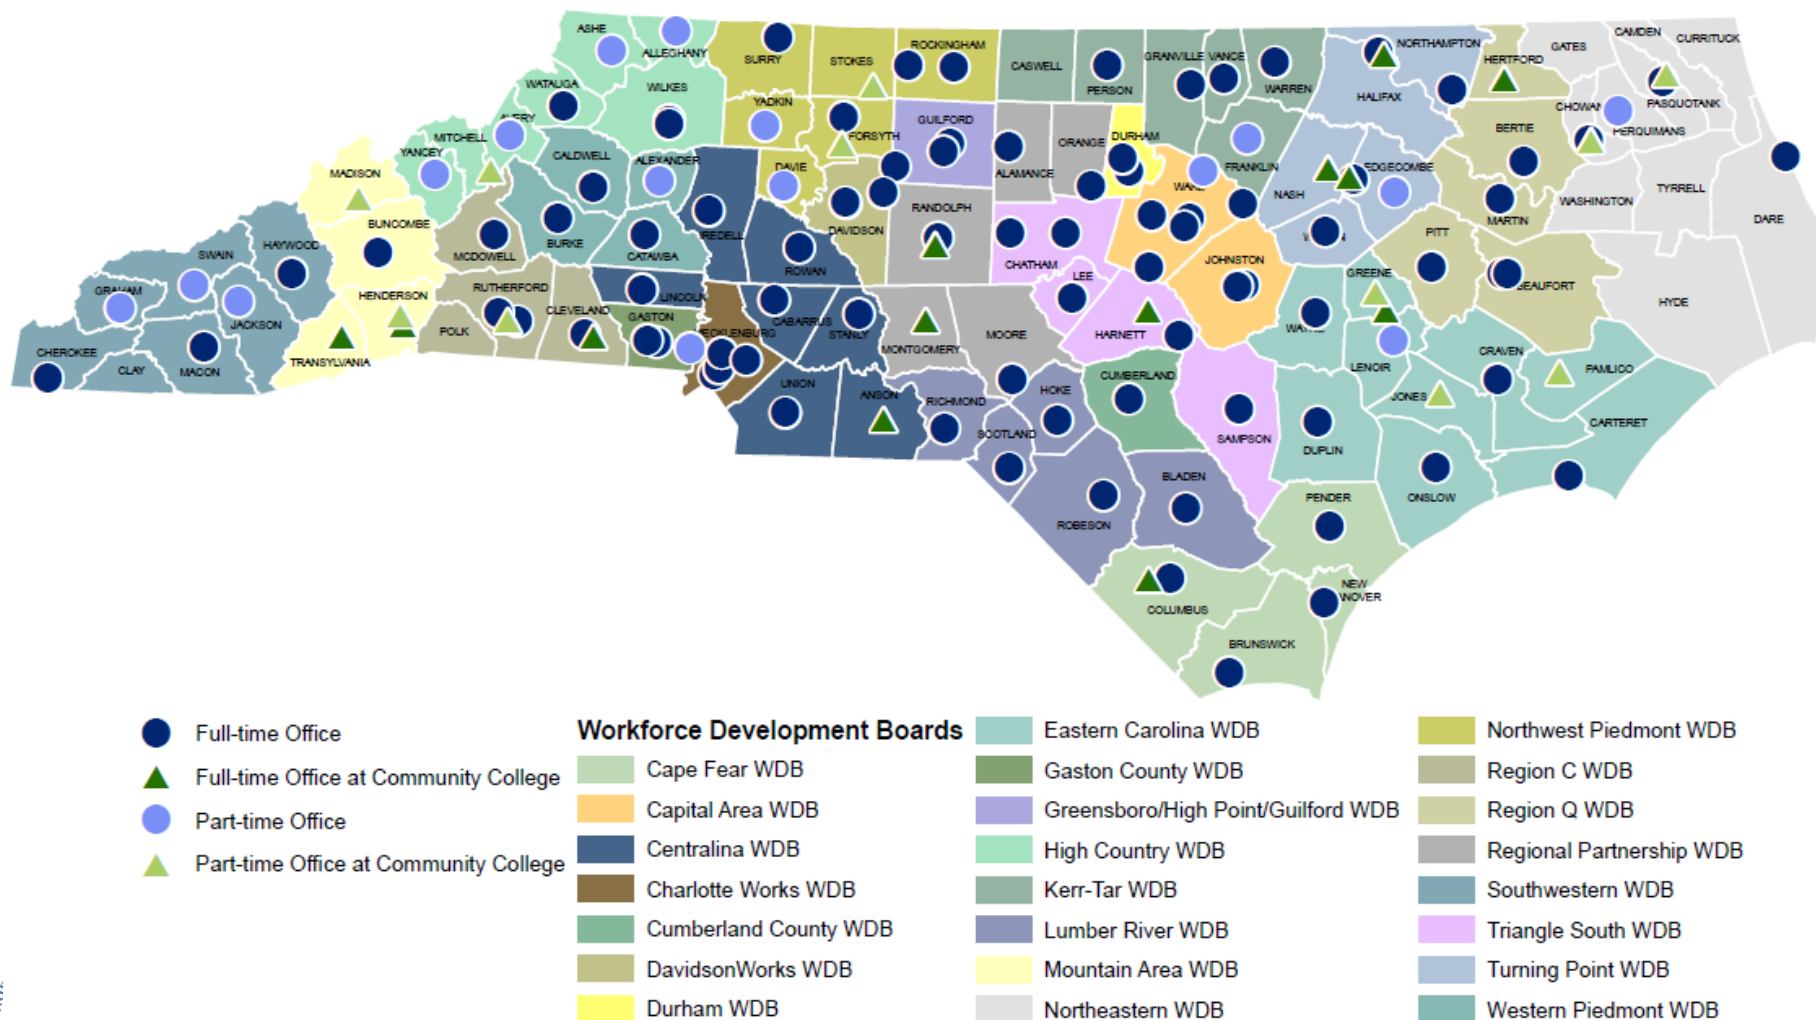 ASHE
ALLEGHANY
SURRY
STOKES
ROCKINGHAM
CASWELL
PERSON
GRANVILLE
VANCE
WARREN
NORTHAMPTON
HERTFORD
GATES
CAMDEN
CURRITUCK
WATAUGA
WILKES
YADKIN
FORSYTH
GUILFORD
ALAMANCE
ORANGE
DURHAM
FRANKLIN
HALIFAX
BERTIE
CHOWAN
PERQUIMANS
PASQUOTANK
MITCHELL
YANCEY
CALDWELL
ALEXANDER
DAVIE
NASH
EDGECOMBE
MADISON
BUNCOMBE
MCDOWELL
BURKE
CATAWBA
ROWAN
DAVIDSON
RANDOLPH
CHATHAM
LEE
JOHNSTON
PITT
MARTIN
WASHINGTON
TYRRELL
DARE
SWAIN
HAYWOOD
JACKSON
HENDERSON
RUTHERFORD
POLK
CLEVELAND
LINCOLN
GASTON
CABARRUS
STANLY
MONTGOMERY
MOORE
HARNETT
GREENE
BEAUFORT
HYDE
CHEROKEE
CLAY
MACON
TRANSYLVANIA
UNION
ANSON
RICHMOND
HOKE
SCOTLAND
CUMBERLAND
SAMPSON
DUPLIN
LENOIR
JONES
CRAVEN
PAMLICO
CARTERET
ONSLOW
ROBESON
BLADEN
PENDER
COLUMBUS
NEW
BRUNSWICK
Full-time Office
Full-time Office at Community College
Part-time Office
Part-time Office at Community College
Workforce Development Boards
Cape Fear WDB
Capital Area WDB
Centralina WDB
Charlotte Works WDB
Cumberland County WDB
DavidsonWorks WDB
Durham WDB
Eastern Carolina WDB
Gaston County WDB
Greensboro/High Point/Guilford WDB
High Country WDB
Kerr-Tar WDB
Lumber River WDB
Mountain Area WDB
Northeastern WDB
Northwest Piedmont WDB
Region C WDB
Region Q WDB
Regional Partnership WDB
Southwestern WDB
Triangle South WDB
Turning Point WDB
Western Piedmont WDB